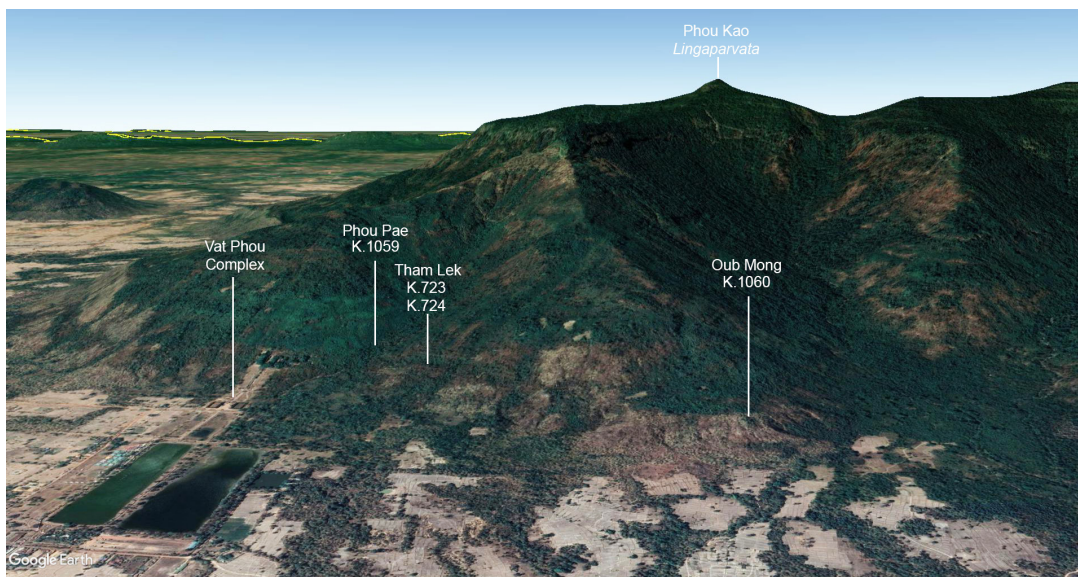 Phou Kao
Lingaparvata
Vat Phou
Complex
Phou Pae
K.1059
Tham Lek
K.723
K.724
Oub Mong
K.1060
Google Earth